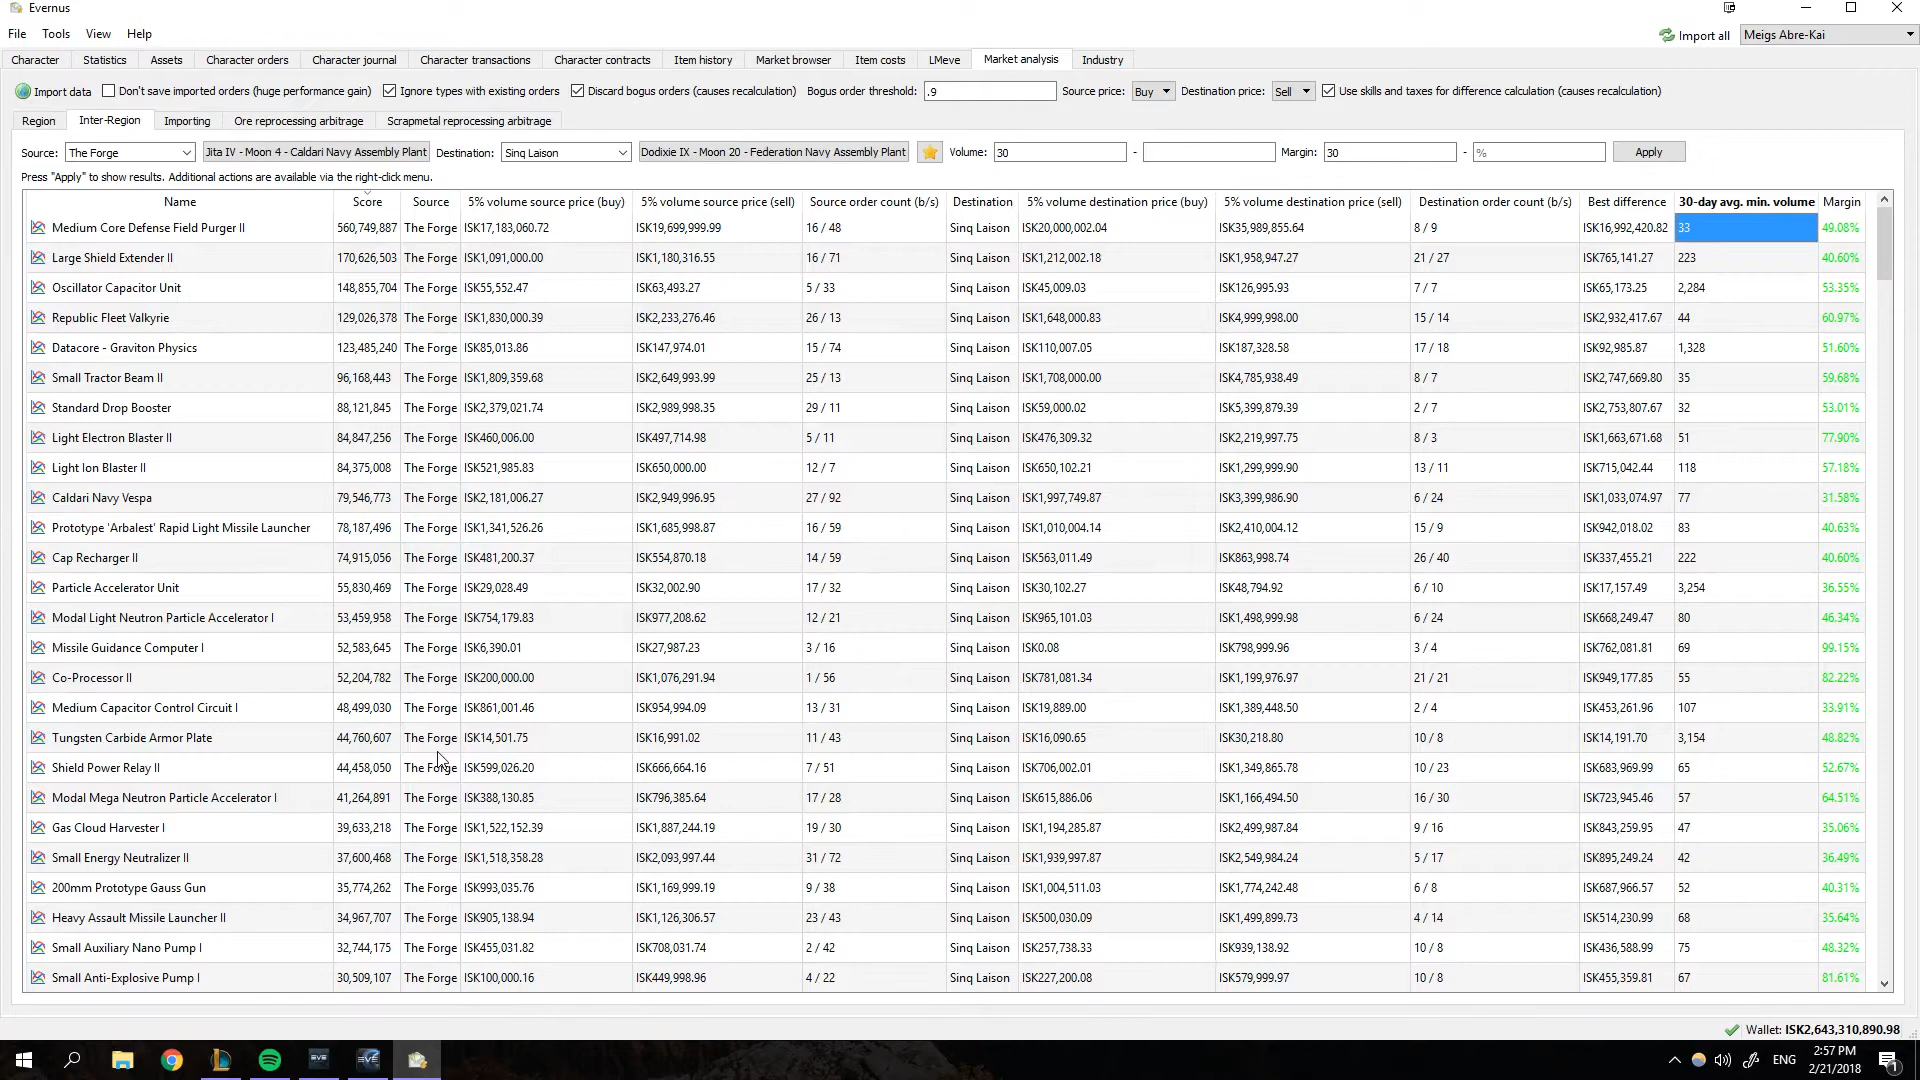 Evernus
File Tools View Help
Import all Meigs Abre-Kai
Character Statistics Assets Character orders Character journal Character transactions Character contracts Item history Market browser Item costs LMeve Market analysis Industry
Import data Don't save imported orders (huge performance gain) Ignore types with existing orders Discard bogus orders (causes recalculation) Bogus order threshold: .9 Source price: Buy Destination price: Sell Use skills and taxes for difference calculation (causes recalculation)
Region Inter-Region Importing Ore reprocessing arbitrage Scrapmetal reprocessing arbitrage
Source: The Forge Jita IV - Moon 4 - Caldari Navy Assembly Plant Destination: Sinq Laison Dodixie IX - Moon 20 - Federation Navy Assembly Plant Volume: 30 - Margin: 30 - % Apply
Press "Apply" to show results. Additional actions are available via the right-click menu.
Name Score Source 5% volume source price (buy) 5% volume source price (sell) Source order count (b/s) Destination 5% volume destination price (buy) 5% volume destination price (sell) Destination order count (b/s) Best difference 30-day avg. min. volume Margin
Medium Core Defense Field Purger II 560,749,887 The Forge ISK17,183,060.72 ISK19,699,999.99 16 / 48 Sinq Laison ISK20,000,002.04 ISK35,989,855.64 8 / 9 ISK16,992,420.82 33 49.08%
Large Shield Extender II 170,626,503 The Forge ISK1,091,000.00 ISK1,180,316.55 16 / 71 Sinq Laison ISK1,212,002.18 ISK1,958,947.27 21 / 27 ISK765,141.27 223 40.60%
Oscillator Capacitor Unit 148,855,704 The Forge ISK55,552.47 ISK63,493.27 5 / 33 Sinq Laison ISK45,009.03 ISK126,995.93 7 / 7 ISK65,173.25 2,284 53.35%
Republic Fleet Valkyrie 129,026,378 The Forge ISK1,830,000.39 ISK2,233,276.46 26 / 13 Sinq Laison ISK1,648,000.83 ISK4,999,998.00 15 / 14 ISK2,932,417.67 44 60.97%
Datacore - Graviton Physics 123,485,240 The Forge ISK85,013.86 ISK147,974.01 15 / 74 Sinq Laison ISK110,007.05 ISK187,328.58 17 / 18 ISK92,985.87 1,328 51.60%
Small Tractor Beam II 96,168,443 The Forge ISK1,809,359.68 ISK2,649,993.99 25 / 13 Sinq Laison ISK1,708,000.00 ISK4,785,938.49 8 / 7 ISK2,747,669.80 35 59.68%
Standard Drop Booster 88,121,845 The Forge ISK2,379,021.74 ISK2,989,998.35 29 / 11 Sinq Laison ISK59,000.02 ISK5,399,879.39 2 / 7 ISK2,753,807.67 32 53.01%
Light Electron Blaster II 84,847,256 The Forge ISK460,006.00 ISK497,714.98 5 / 11 Sinq Laison ISK476,309.32 ISK2,219,997.75 8 / 3 ISK1,663,671.68 51 77.90%
Light Ion Blaster II 84,375,008 The Forge ISK521,985.83 ISK650,000.00 12 / 7 Sinq Laison ISK650,102.21 ISK1,299,999.90 13 / 11 ISK715,042.44 118 57.18%
Caldari Navy Vespa 79,546,773 The Forge ISK2,181,006.27 ISK2,949,996.95 27 / 92 Sinq Laison ISK1,997,749.87 ISK3,399,986.90 6 / 24 ISK1,033,074.97 77 31.58%
Prototype 'Arbalest' Rapid Light Missile Launcher 78,187,496 The Forge ISK1,341,526.26 ISK1,685,998.87 16 / 59 Sinq Laison ISK1,010,004.14 ISK2,410,004.12 15 / 9 ISK942,018.02 83 40.63%
Cap Recharger II 74,915,056 The Forge ISK481,200.37 ISK554,870.18 14 / 59 Sinq Laison ISK563,011.49 ISK863,998.74 26 / 40 ISK337,455.21 222 40.60%
Particle Accelerator Unit 55,830,469 The Forge ISK29,028.49 ISK32,002.90 17 / 32 Sinq Laison ISK30,102.27 ISK48,794.92 6 / 10 ISK17,157.49 3,254 36.55%
Modal Light Neutron Particle Accelerator I 53,459,958 The Forge ISK754,179.83 ISK977,208.62 12 / 21 Sinq Laison ISK965,101.03 ISK1,498,999.98 6 / 24 ISK668,249.47 80 46.34%
Missile Guidance Computer I 52,583,645 The Forge ISK6,390.01 ISK27,987.23 3 / 16 Sinq Laison ISK0.08 ISK798,999.96 3 / 4 ISK762,081.81 69 99.15%
Co-Processor II 52,204,782 The Forge ISK200,000.00 ISK1,076,291.94 1 / 56 Sinq Laison ISK781,081.34 ISK1,199,976.97 21 / 21 ISK949,177.85 55 82.22%
Medium Capacitor Control Circuit I 48,499,030 The Forge ISK861,001.46 ISK954,994.09 13 / 31 Sinq Laison ISK19,889.00 ISK1,389,448.50 2 / 4 ISK453,261.96 107 33.91%
Tungsten Carbide Armor Plate 44,760,607 The Forge ISK14,501.75 ISK16,991.02 11 / 43 Sinq Laison ISK16,090.65 ISK30,218.80 10 / 8 ISK14,191.70 3,154 48.82%
Shield Power Relay II 44,458,050 The Forge ISK599,026.20 ISK666,664.16 7 / 51 Sinq Laison ISK706,002.01 ISK1,349,865.78 10 / 23 ISK683,969.99 65 52.67%
Modal Mega Neutron Particle Accelerator I 41,264,891 The Forge ISK388,130.85 ISK796,385.64 17 / 28 Sinq Laison ISK615,886.06 ISK1,166,494.50 16 / 30 ISK723,945.46 57 64.51%
Gas Cloud Harvester I 39,633,218 The Forge ISK1,522,152.39 ISK1,887,244.19 19 / 30 Sinq Laison ISK1,194,285.87 ISK2,499,987.84 9 / 16 ISK843,259.95 47 35.06%
Small Energy Neutralizer II 37,600,468 The Forge ISK1,518,358.28 ISK2,093,997.44 31 / 72 Sinq Laison ISK1,939,997.87 ISK2,549,984.24 5 / 17 ISK895,249.24 42 36.49%
200mm Prototype Gauss Gun 35,774,262 The Forge ISK993,035.76 ISK1,169,999.19 9 / 38 Sinq Laison ISK1,004,511.03 ISK1,774,242.48 6 / 8 ISK687,966.57 52 40.31%
Heavy Assault Missile Launcher II 34,967,707 The Forge ISK905,138.94 ISK1,126,306.57 23 / 43 Sinq Laison ISK500,030.09 ISK1,499,899.73 4 / 14 ISK514,230.99 68 35.64%
Small Auxiliary Nano Pump I 32,744,175 The Forge ISK455,031.82 ISK708,031.74 2 / 42 Sinq Laison ISK257,738.33 ISK939,138.92 10 / 8 ISK436,588.99 75 48.32%
Small Anti-Explosive Pump I 30,509,107 The Forge ISK100,000.16 ISK449,998.96 4 / 22 Sinq Laison ISK227,200.08 ISK579,999.97 10 / 8 ISK455,359.81 67 81.61%
Wallet: ISK2,643,310,890.98
ENG 2:57 PM
2/21/2018 1